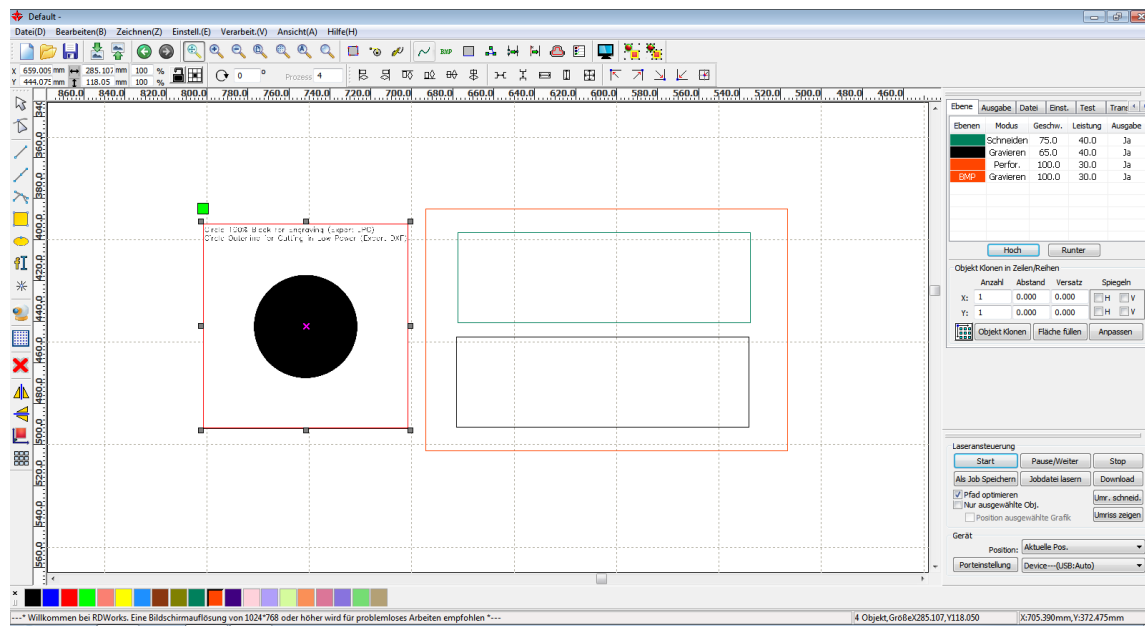 Default -
Datei(D) Bearbeiten(B) Zeichnen(Z) Einstell.(E) Verarbeit.(V) Ansicht(A) Hilfe(H)
BMP
X 659.005 mm 285.107 mm 100 %
Y 444.075 mm 118.05 mm 100 %
0 °
Prozess 4
860.0 840.0 820.0 800.0 780.0 760.0 740.0 720.0 700.0 680.0 660.0 640.0 620.0 600.0 580.0 560.0 540.0 520.0 500.0 480.0 460.0
340
360.0
380.0
400.0
420.0
440.0
460.0
480.0
500.0
520.0
540.0
560.0
Circle 100% Black for Engraving (Export JPG)
Circle Outer line for Cutting in Low Power (Export DXF)
Ebene Ausgabe Datei Einst. Test Trans
Ebenen Modus Geschw. Leistung Ausgabe
Schneiden 75.0 40.0 Ja
Gravieren 65.0 40.0 Ja
Perfor. 100.0 30.0 Ja
BMP Gravieren 100.0 30.0 Ja
Hoch Runter
Objekt Klonen in Zeilen/Reihen
Anzahl Abstand Versatz Spiegeln
X: 1 0.000 0.000 H V
Y: 1 0.000 0.000 H V
Objekt Klonen Fläche füllen Anpassen
Laseransteuerung
Start Pause/Weiter Stop
Als Job Speichern Jobdatei lasern Download
Pfad optimieren
Nur ausgewählte Obj.
Umr. schneid.
Position ausgewählte Grafik
Umriss zeigen
Gerät
Position: Aktuelle Pos.
Porteinstellung Device---(USB:Auto)
---* Willkommen bei RDWorks. Eine Bildschirmauflösung von 1024*768 oder höher wird für problemloses Arbeiten empfohlen *---
4 Objekt,GrößeX285.107,Y118.050
X:705.390mm,Y:372.475mm